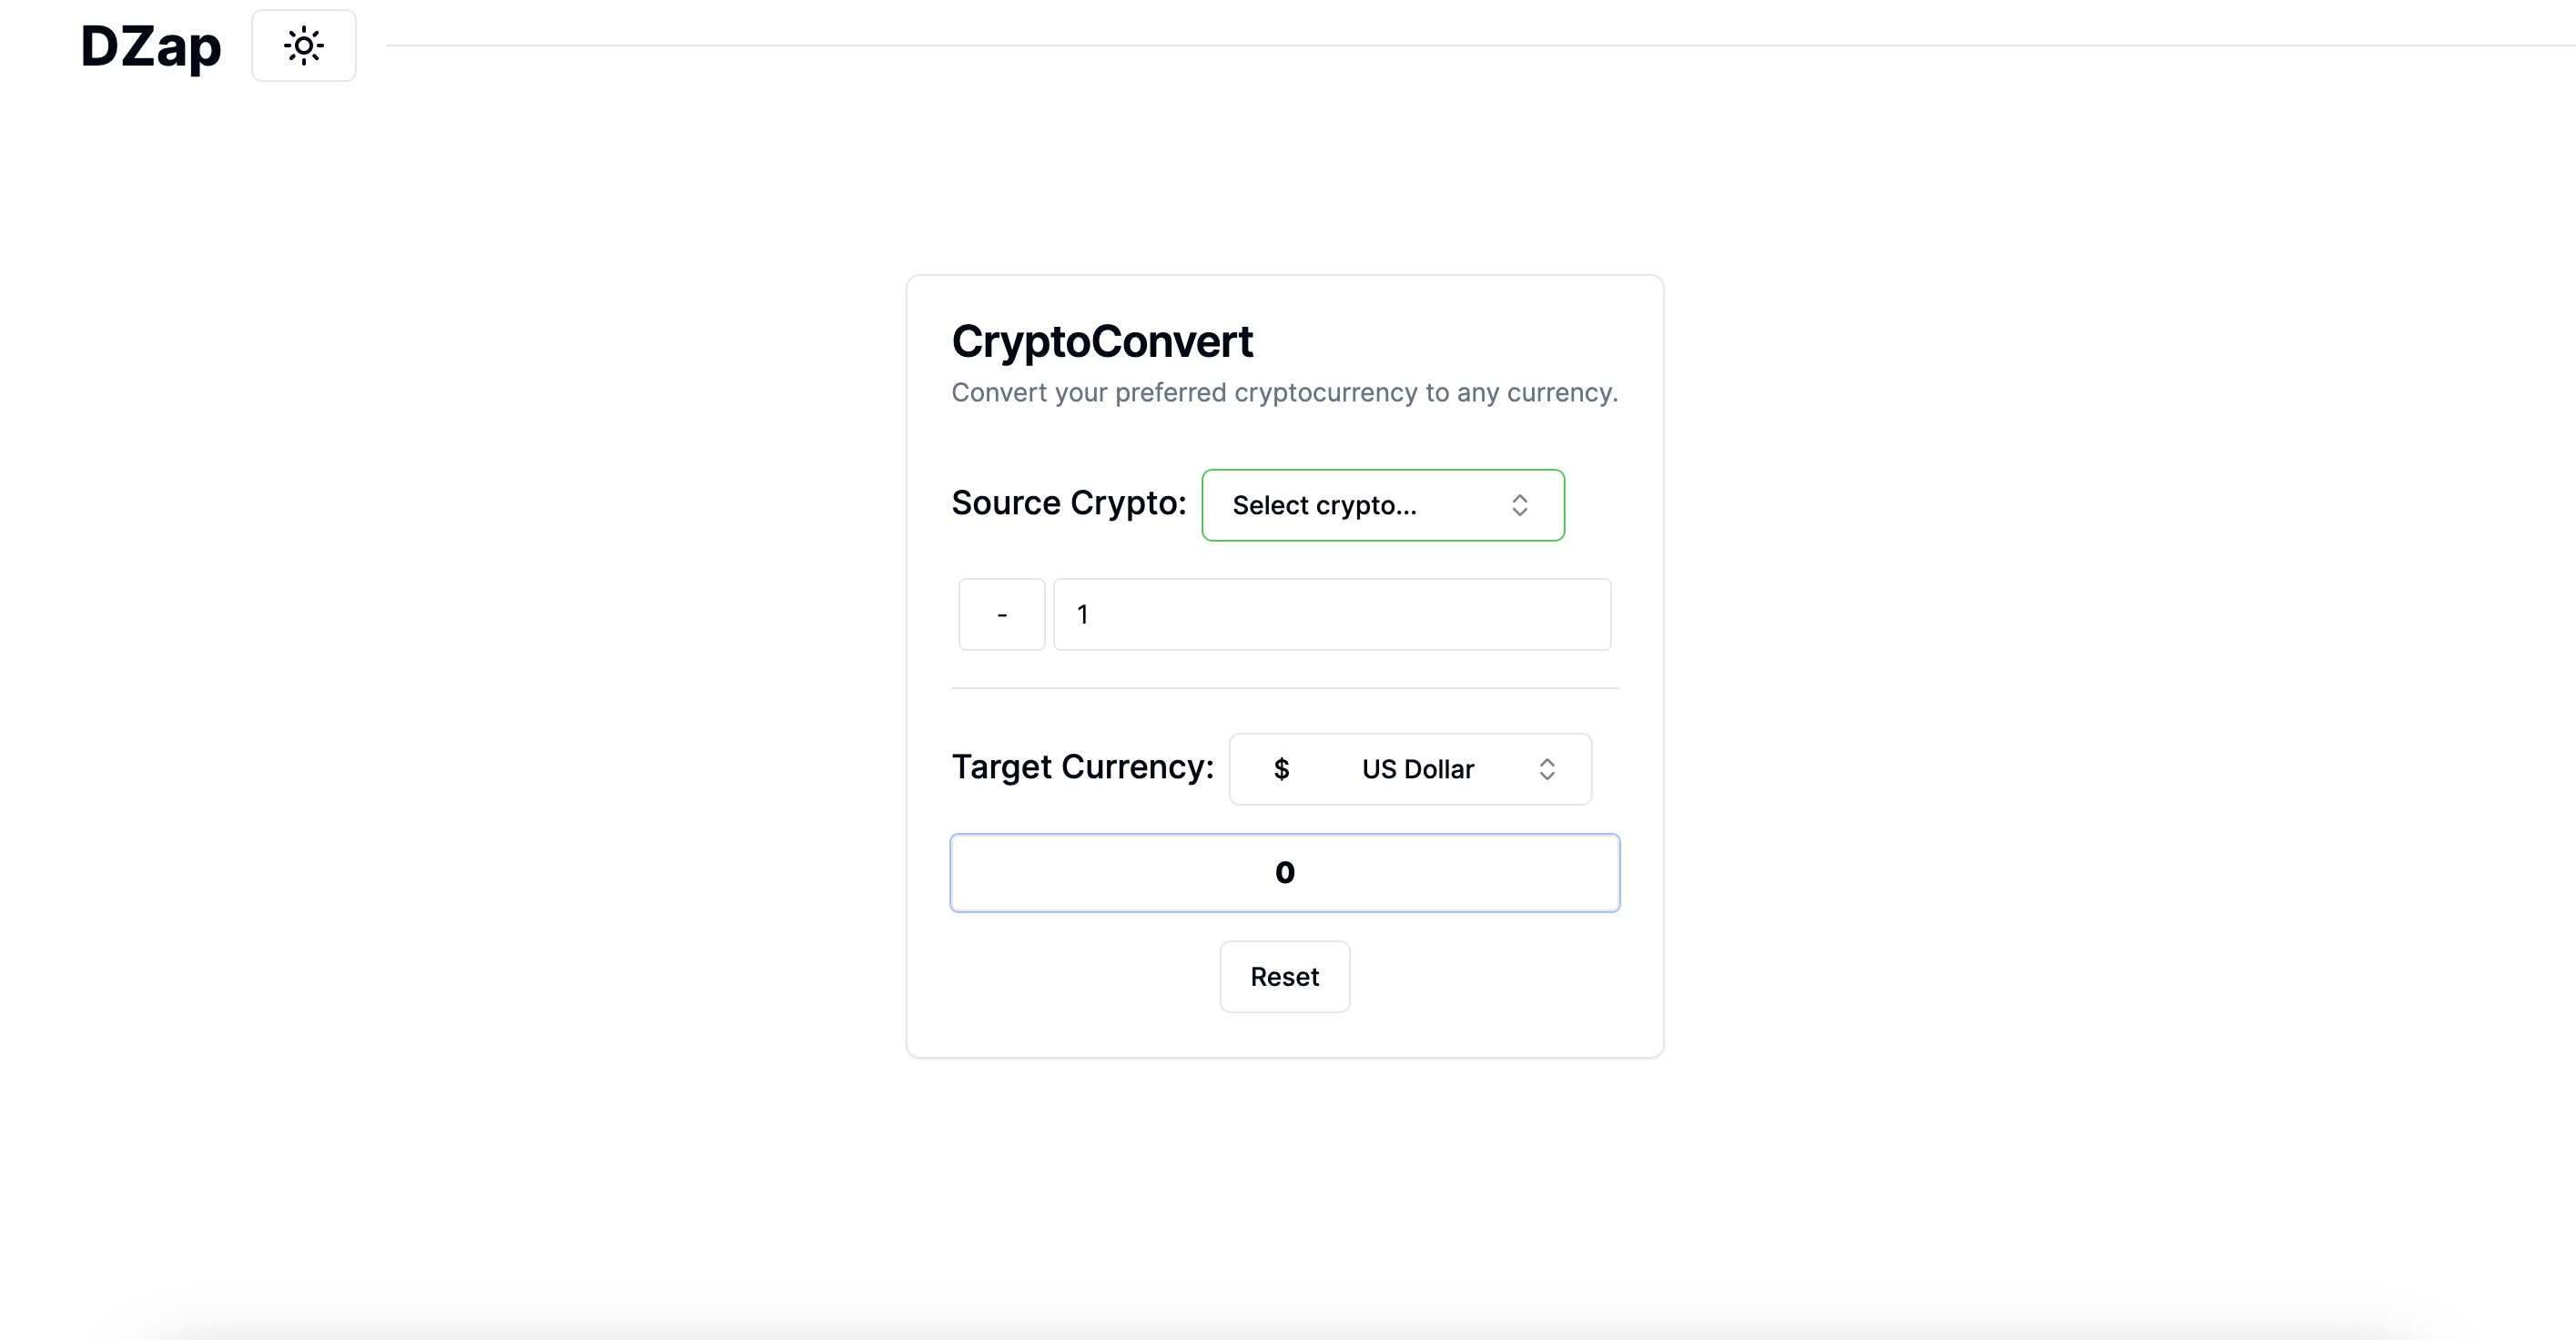 DZap
CryptoConvert
Convert your preferred cryptocurrency to any currency.
Source Crypto: Select crypto...
- 1
Target Currency: $ US Dollar
0
Reset